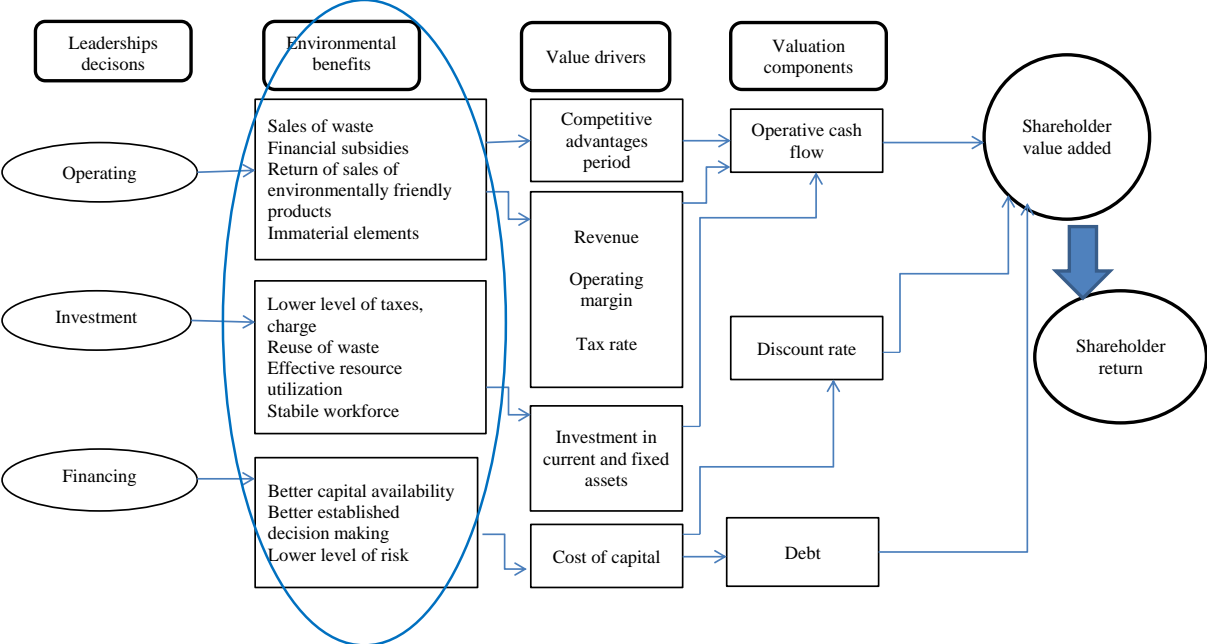 Leaderships
decisons
Environmental
benefits
Value drivers
Valuation
components
Operating
Investment
Financing
Sales of waste
Financial subsidies
Return of sales of
environmentally friendly
products
Immaterial elements
Lower level of taxes,
charge
Reuse of waste
Effective resource
utilization
Stabile workforce
Better capital availability
Better established
decision making
Lower level of risk
Competitive
advantages
period
Revenue
Operating
margin
Tax rate
Investment in
current and fixed
assets
Cost of capital
Operative cash
flow
Discount rate
Debt
Shareholder
value added
Shareholder
return